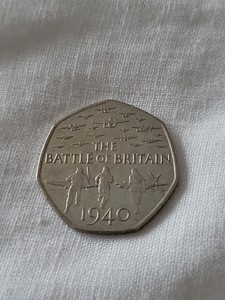 THE
BATTLE OF BRITAIN
1940